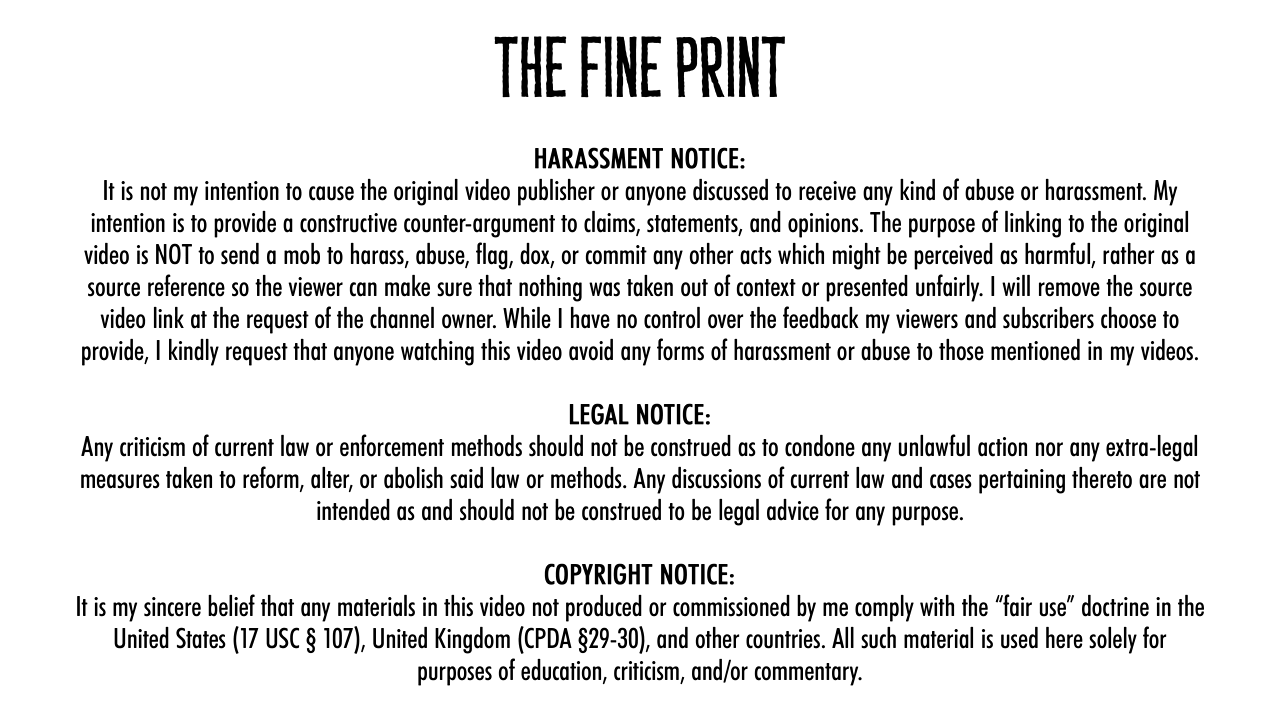 THE FINE PRINT
HARASSMENT NOTICE:
It is not my intention to cause the original video publisher or anyone discussed to receive any kind of abuse or harassment. My
intention is to provide a constructive counter-argument to claims, statements, and opinions. The purpose of linking to the original
video is NOT to send a mob to harass, abuse, flag, dox, or commit any other acts which might be perceived as harmful, rather as a
source reference so the viewer can make sure that nothing was taken out of context or presented unfairly. I will remove the source
video link at the request of the channel owner. While I have no control over the feedback my viewers and subscribers choose to
provide, I kindly request that anyone watching this video avoid any forms of harassment or abuse to those mentioned in my videos.
LEGAL NOTICE:
Any criticism of current law or enforcement methods should not be construed as to condone any unlawful action nor any extra-legal
measures taken to reform, alter, or abolish said law or methods. Any discussions of current law and cases pertaining thereto are not
intended as and should not be construed to be legal advice for any purpose.
COPYRIGHT NOTICE:
It is my sincere belief that any materials in this video not produced or commissioned by me comply with the “fair use” doctrine in the
United States (17 USC § 107), United Kingdom (CPDA §29-30), and other countries. All such material is used here solely for
purposes of education, criticism, and/or commentary.